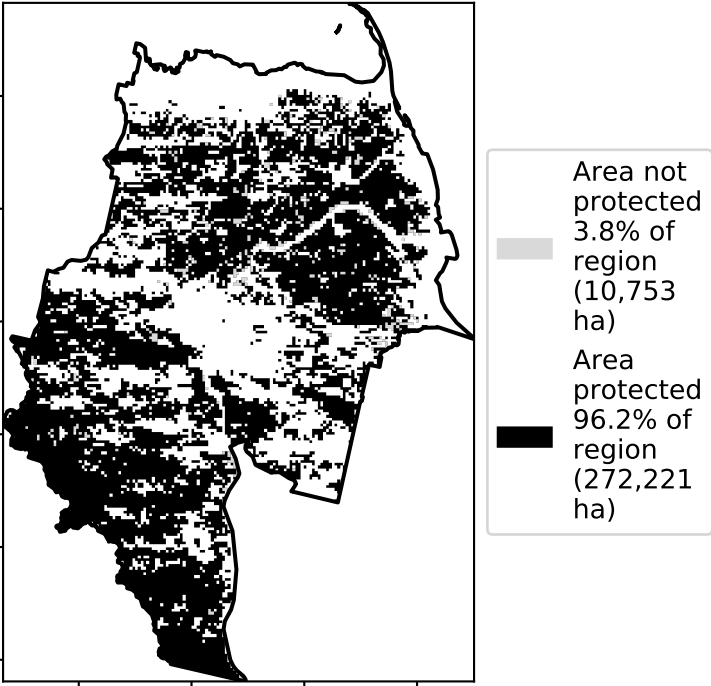 Area not
protected
3.8% of
region
(10,753
ha)
Area
protected
96.2% of
region
(272,221
ha)